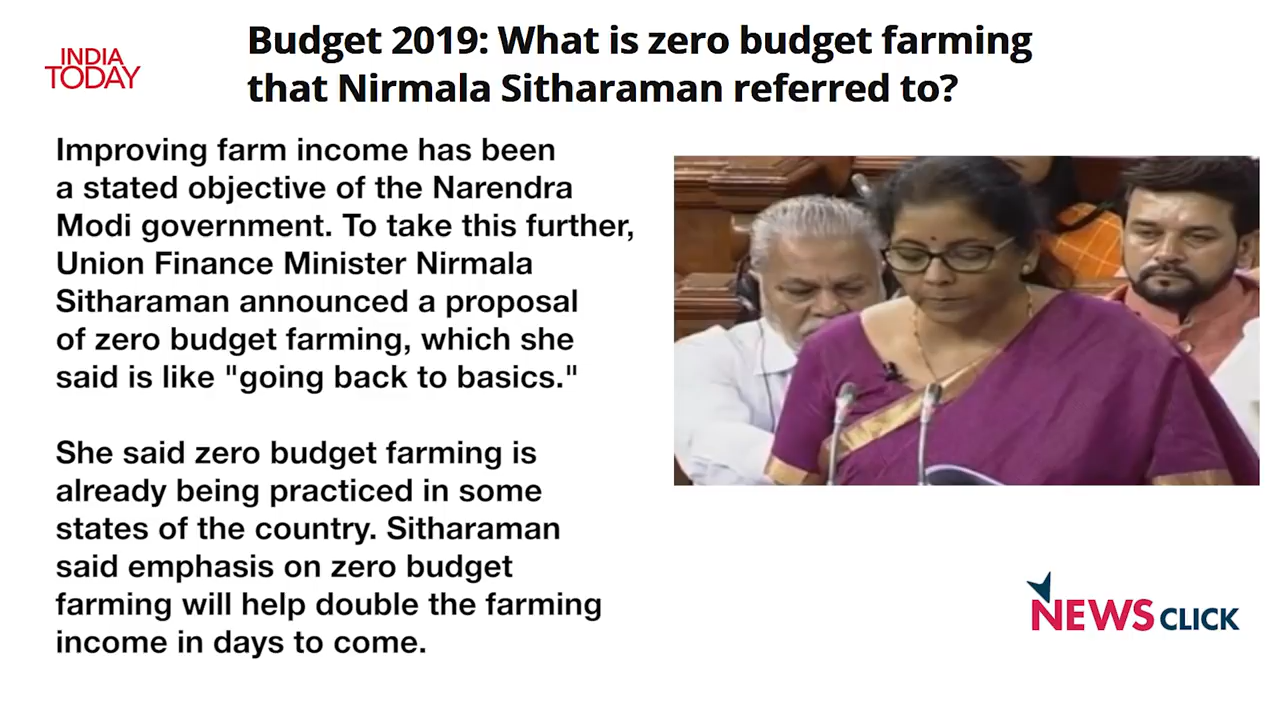 INDIA
TODAY
Budget 2019: What is zero budget farming
that Nirmala Sitharaman referred to?
Improving farm income has been
a stated objective of the Narendra
Modi government. To take this further,
Union Finance Minister Nirmala
Sitharaman announced a proposal
of zero budget farming, which she
said is like "going back to basics."
She said zero budget farming is
already being practiced in some
states of the country. Sitharaman
said emphasis on zero budget
farming will help double the farming
income in days to come.
NEWS CLICK